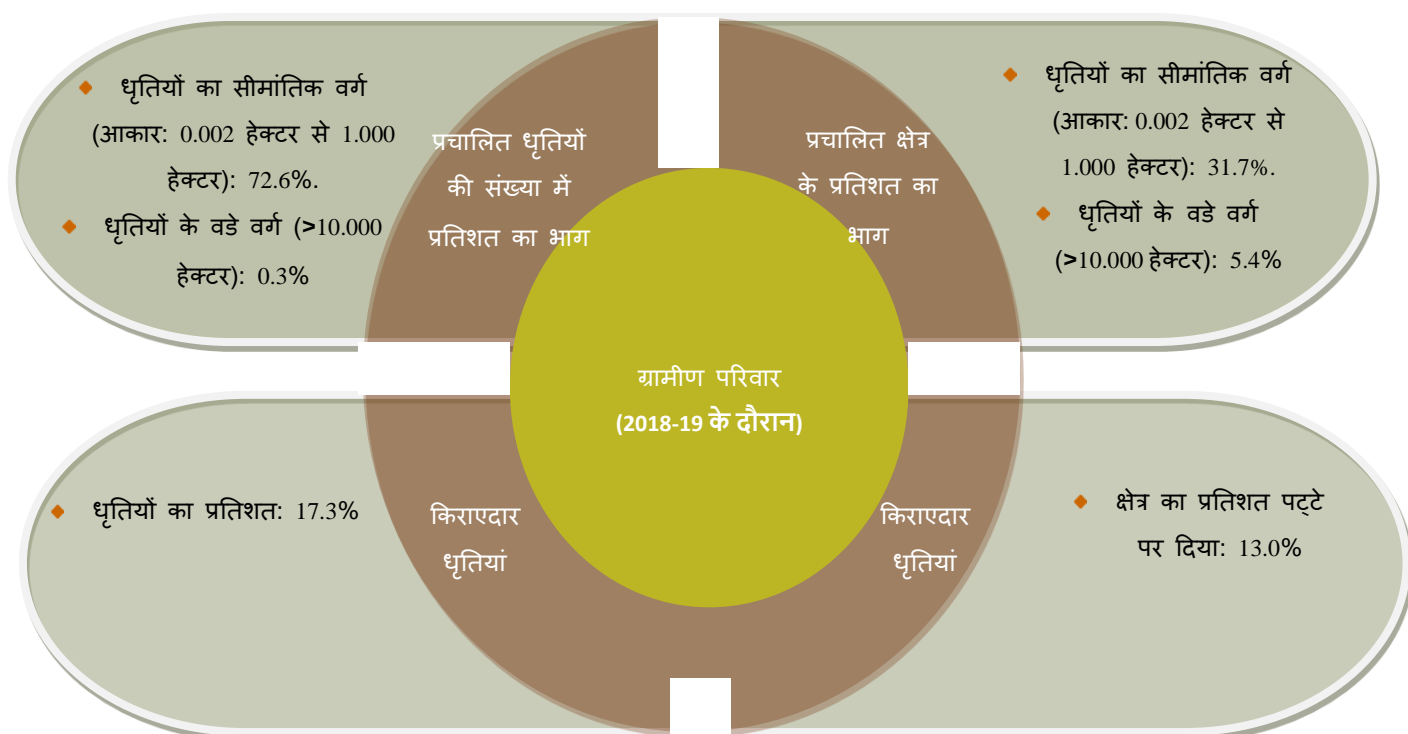 धृतियों का सीमांतिक वर्ग
(आकार: 0.002 हेक्टर से 1.000
हेक्टर): 72.6%.
धृतियों के वडे वर्ग (>10.000
हेक्टर): 0.3%
प्रचालित धृतियों
की संख्या में
प्रतिशत का भाग
प्रचालित क्षेत्र
के प्रतिशत का
भाग
धृतियों का सीमांतिक वर्ग
(आकार: 0.002 हेक्टर से
1.000 हेक्टर): 31.7%.
धृतियों के वडे वर्ग
(>10.000 हेक्टर): 5.4%
ग्रामीण परिवार
(2018-19 के दौरान)
धृतियों का प्रतिशत: 17.3%
किराएदार
धृतियां
किराएदार
धृतियां
क्षेत्र का प्रतिशत पट्टे
पर दिया: 13.0%